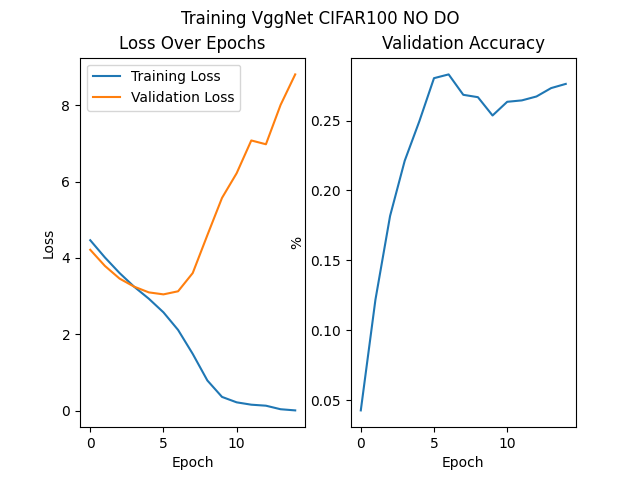 Training VggNet CIFAR100 NO DO
Loss Over Epochs
Training Loss
Validation Loss
8
6
4
2
0
Loss
0 5 10
Epoch
Validation Accuracy
0.25
0.20
0.15
0.10
0.05
%
0 5 10
Epoch